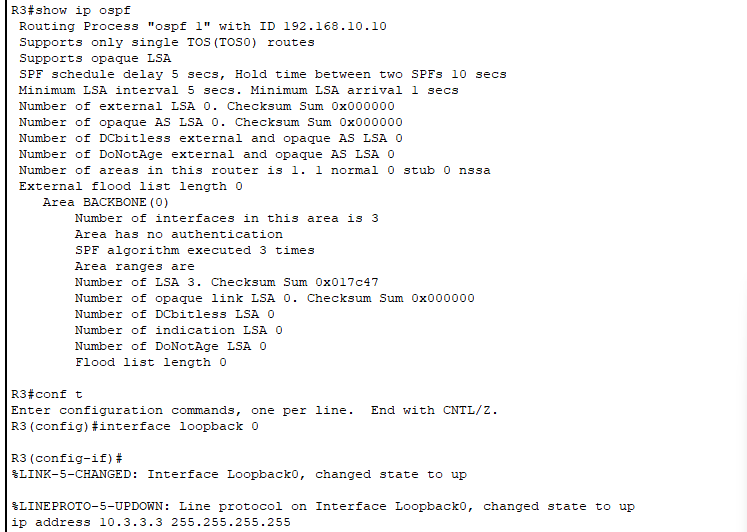 R3#show ip ospf
Routing Process "ospf 1" with ID 192.168.10.10
Supports only single TOS(TOS0) routes
Supports opaque LSA
SPF schedule delay 5 secs, Hold time between two SPFs 10 secs
Minimum LSA interval 5 secs. Minimum LSA arrival 1 secs
Number of external LSA 0. Checksum Sum 0x000000
Number of opaque AS LSA 0. Checksum Sum 0x000000
Number of DCbitless external and opaque AS LSA 0
Number of DoNotAge external and opaque AS LSA 0
Number of areas in this router is 1. 1 normal 0 stub 0 nssa
External flood list length 0
Area BACKBONE(0)
Number of interfaces in this area is 3
Area has no authentication
SPF algorithm executed 3 times
Area ranges are
Number of LSA 3. Checksum Sum 0x017c47
Number of opaque link LSA 0. Checksum Sum 0x000000
Number of DCbitless LSA 0
Number of indication LSA 0
Number of DoNotAge LSA 0
Flood list length 0
R3#conf t
Enter configuration commands, one per line.  End with CNTL/Z.
R3(config)#interface loopback 0
R3(config-if)#
%LINK-5-CHANGED: Interface Loopback0, changed state to up
%LINEPROTO-5-UPDOWN: Line protocol on Interface Loopback0, changed state to up
ip address 10.3.3.3 255.255.255.255